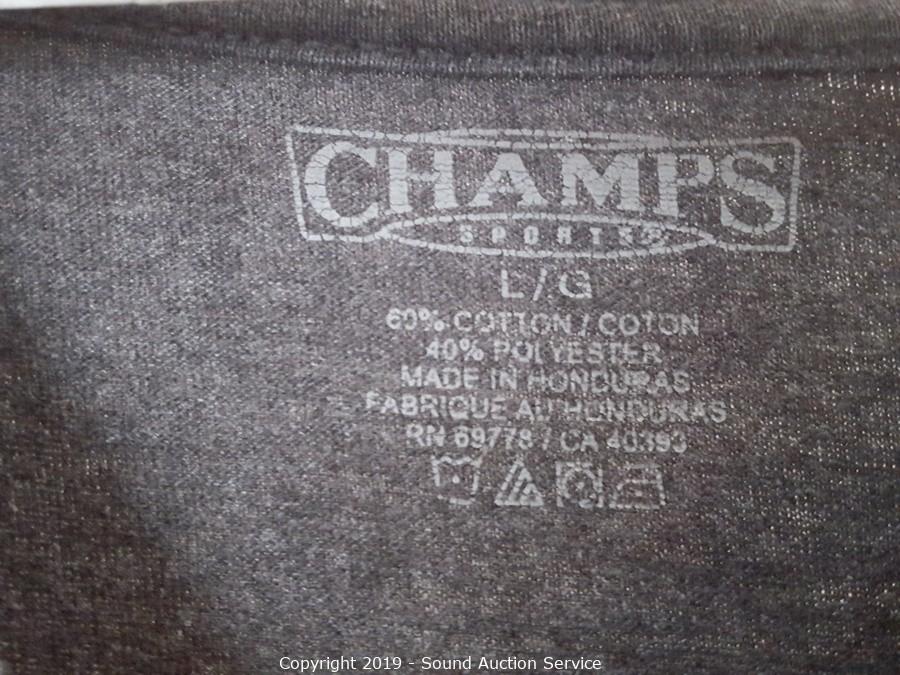 CHAMPS
SPORTS
L/G
60% COTTON / COTON
40% POLYESTER
MADE IN HONDURAS
FABRIQUE AU HONDURAS
RN 69778 / CA 40393
Copyright 2019 - Sound Auction Service